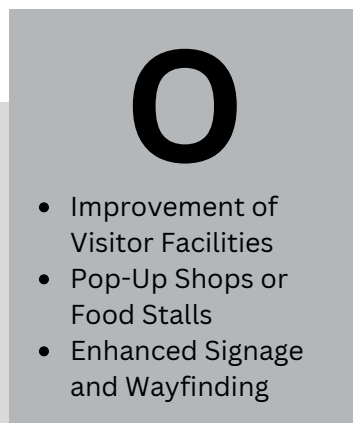 O
• Improvement of
Visitor Facilities
• Pop-Up Shops or
Food Stalls
• Enhanced Signage
and Wayfinding